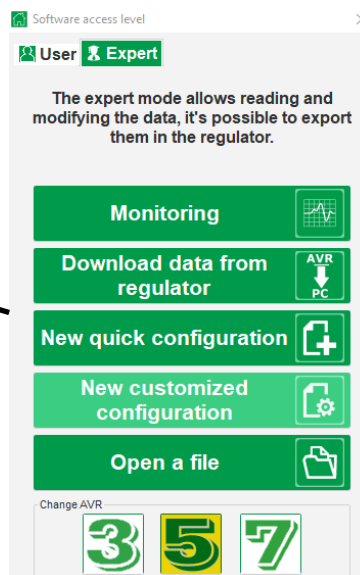 Software access level
User Expert
The expert mode allows reading and
modifying the data, it's possible to export
them in the regulator.
Monitoring
Download data from
regulator
AVR
PC
New quick configuration
New customized
configuration
Open a file
Change AVR
3 5 7